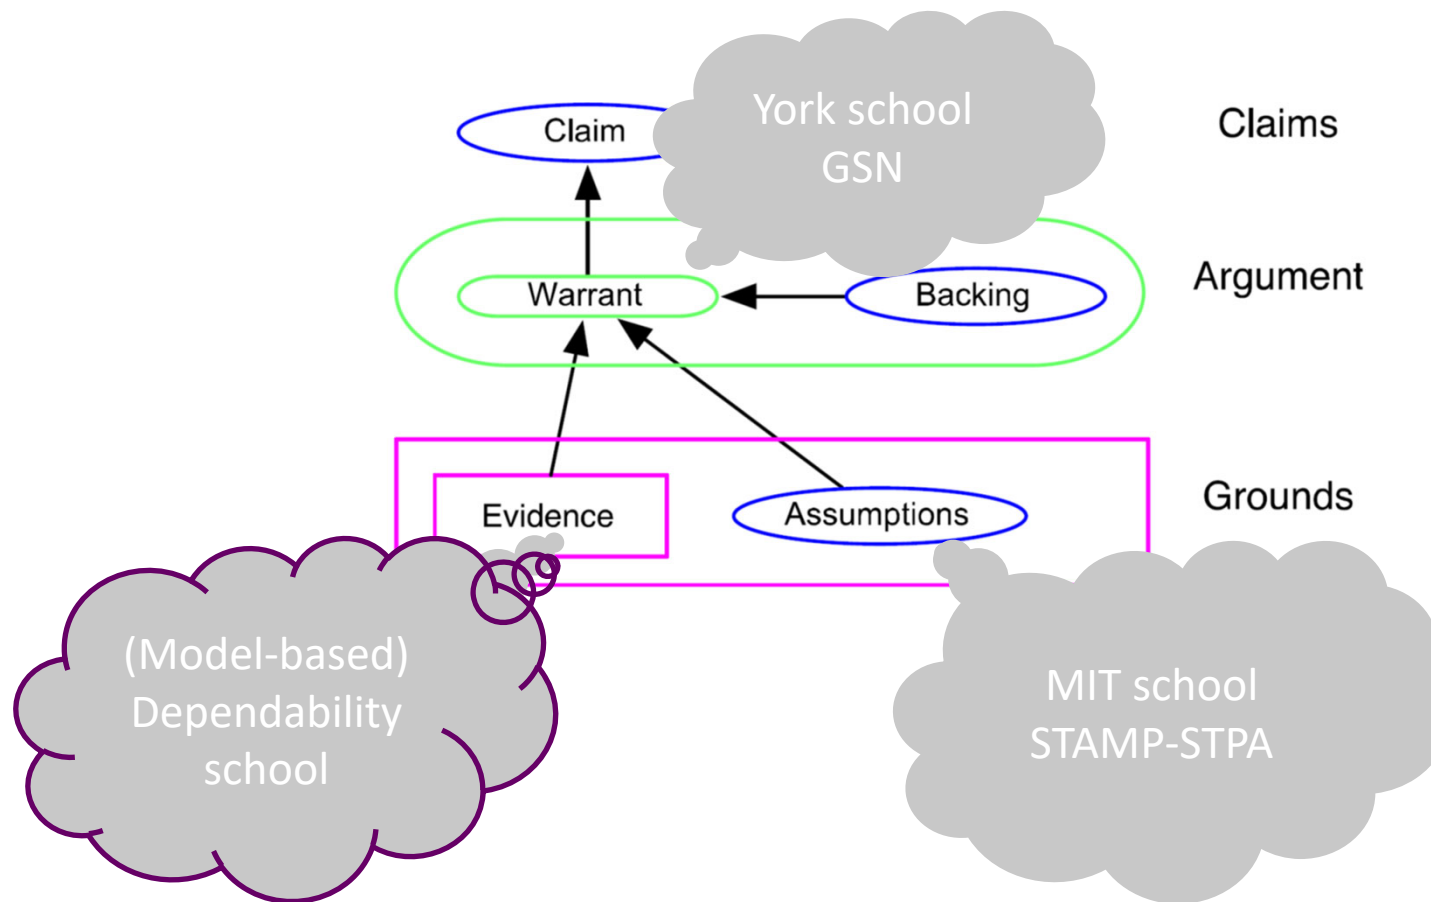 York school
GSN
Claim
Claims
Warrant
Backing
Argument
Evidence
Assumptions
Grounds
(Model-based)
Dependability
school
MIT school
STAMP-STPA